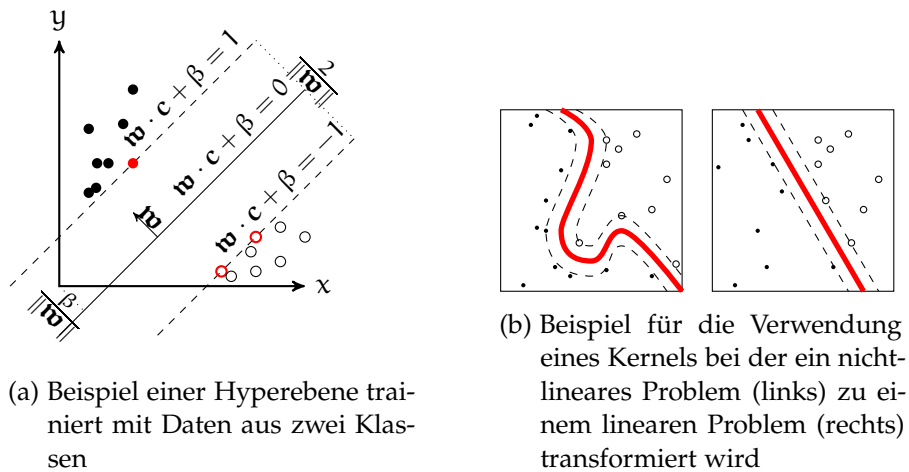 y
𝔴 · c + β = 1
2
‖𝔴‖
𝔴 · c + β = 0
𝔴 · c + β = −1
𝔴
x
β
‖𝔴‖
(a) Beispiel einer Hyperebene trai-
niert mit Daten aus zwei Klas-
sen
(b) Beispiel für die Verwendung
eines Kernels bei der ein nicht-
lineares Problem (links) zu ei-
nem linearen Problem (rechts)
transformiert wird